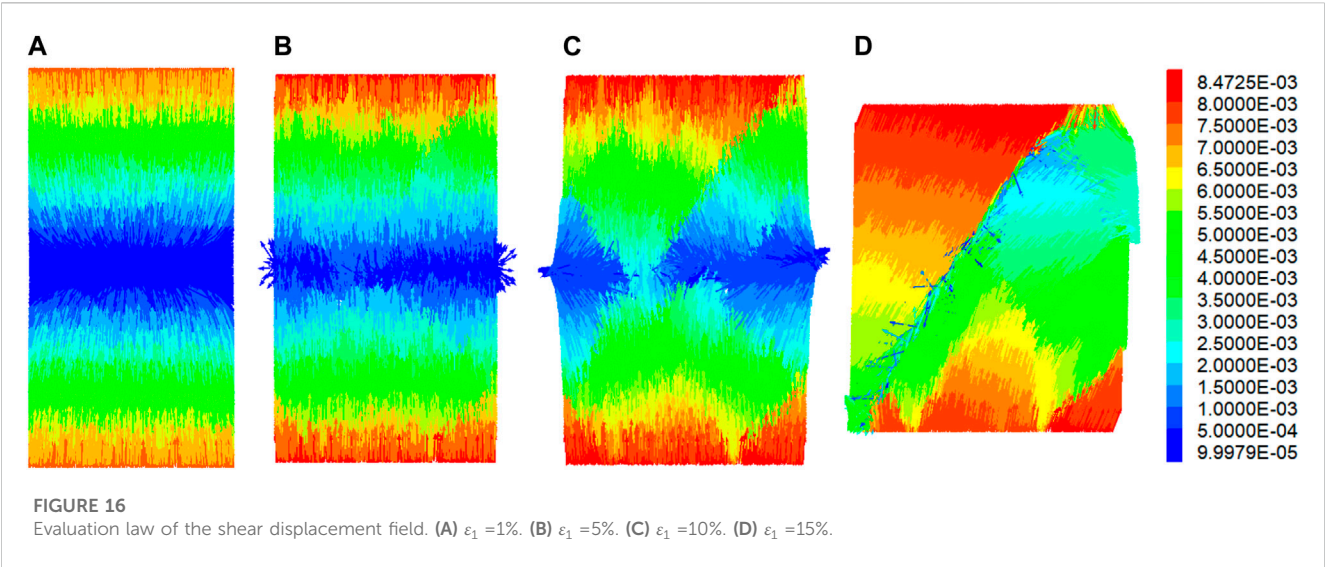 A
B
C
D
8.4725E-03
8.0000E-03
7.5000E-03
7.0000E-03
6.5000E-03
6.0000E-03
5.5000E-03
5.0000E-03
4.5000E-03
4.0000E-03
3.5000E-03
3.0000E-03
2.5000E-03
2.0000E-03
1.5000E-03
1.0000E-03
5.0000E-04
9.9979E-05
FIGURE 16
Evaluation law of the shear displacement field. (A) ε₁ =1%. (B) ε₁ =5%. (C) ε₁ =10%. (D) ε₁ =15%.